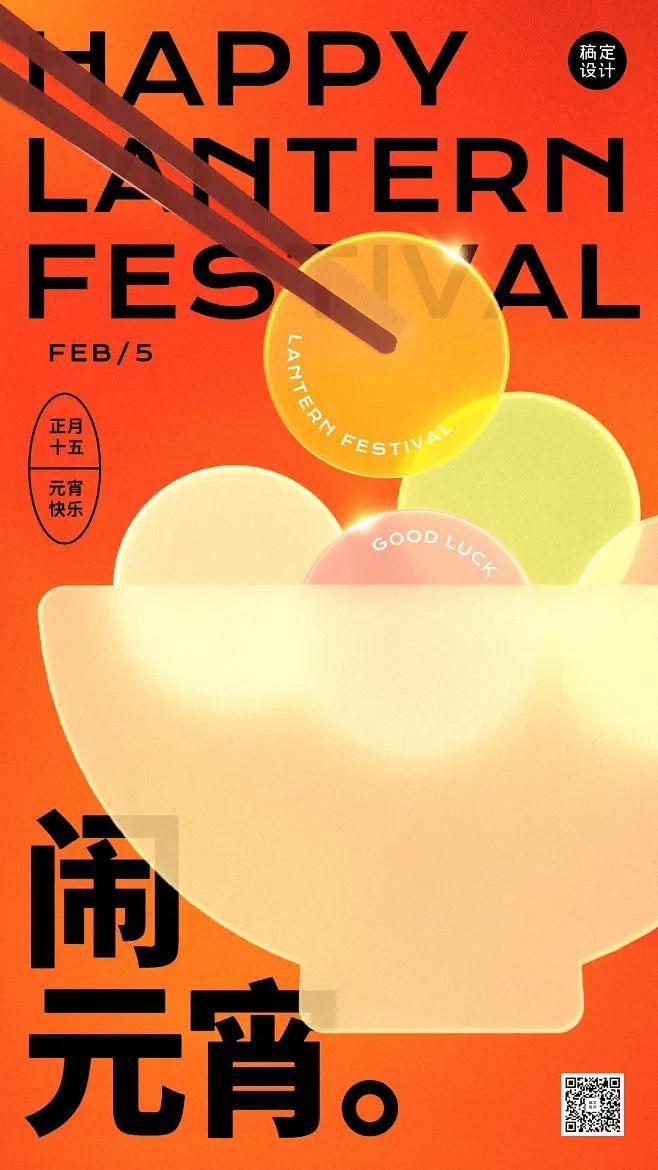 HAPPY
LANTERN
FESTIVAL
稿定
设计
FEB/5
正月
十五
元宵
快乐
LANTERN FESTIVAL
GOOD LUCK
闹
元宵。